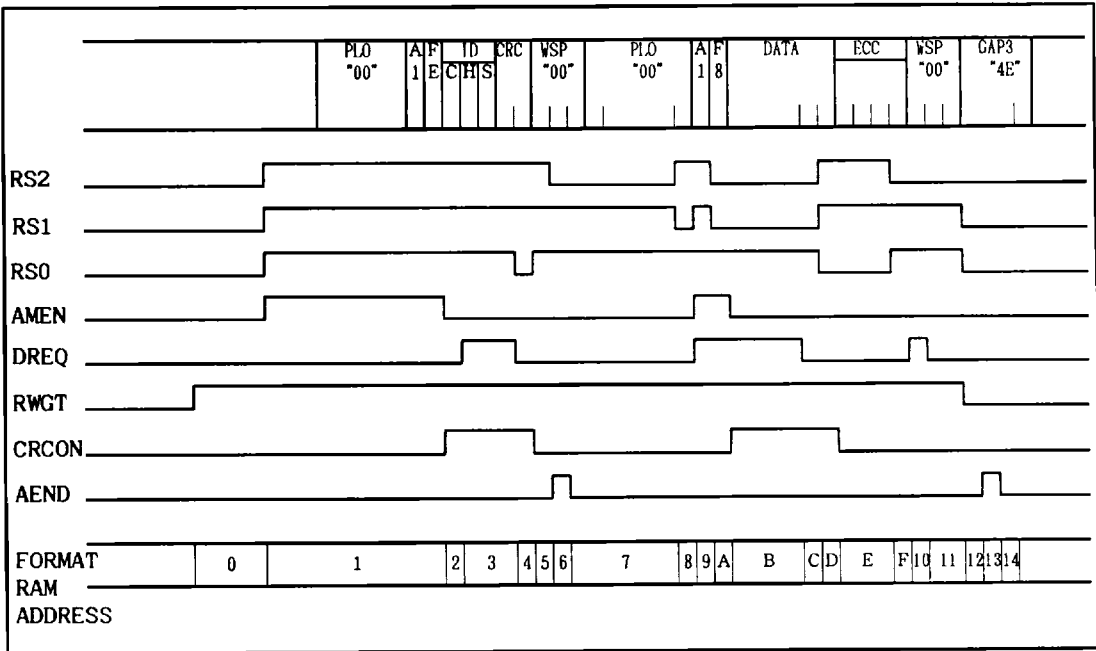 PLO A F ID CRC WSP PLO A F DATA ECC WSP GAP3
"00" 1 E C H S "00" "00" 1 8 "00" "4E"
RS2
RS1
RS0
AMEN
DREQ
RWGT
CRCON
AEND
FORMAT 0 1 2 3 4 5 6 7 8 9 A B C D E F 10 11 12 13 14
RAM
ADDRESS